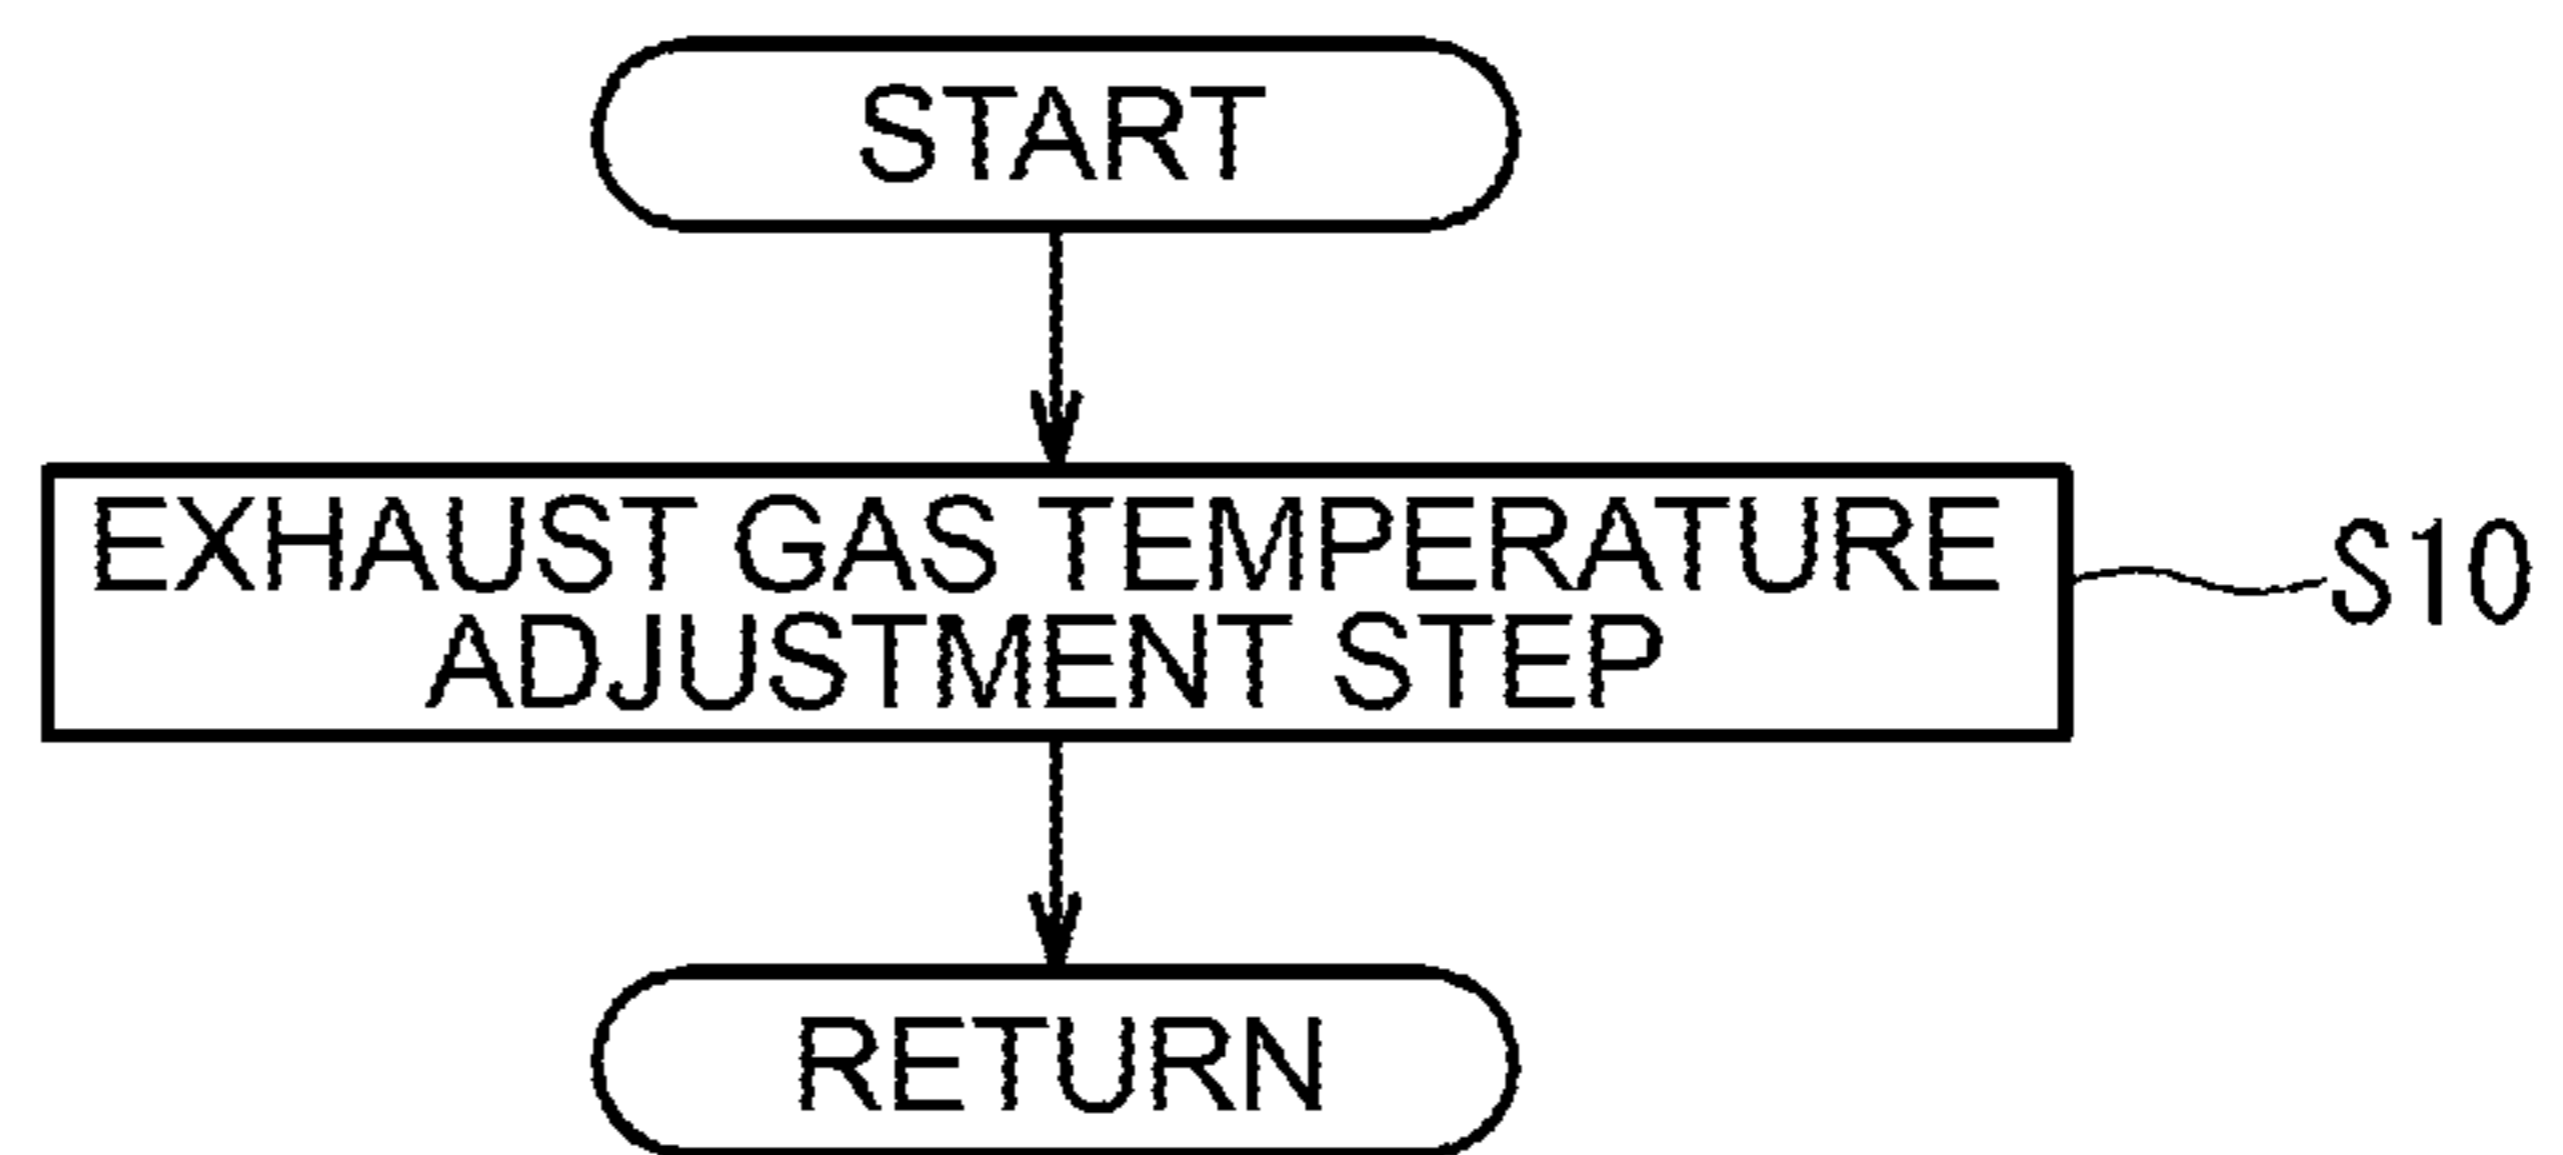 START
EXHAUST GAS TEMPERATURE
ADJUSTMENT STEP
S10
RETURN